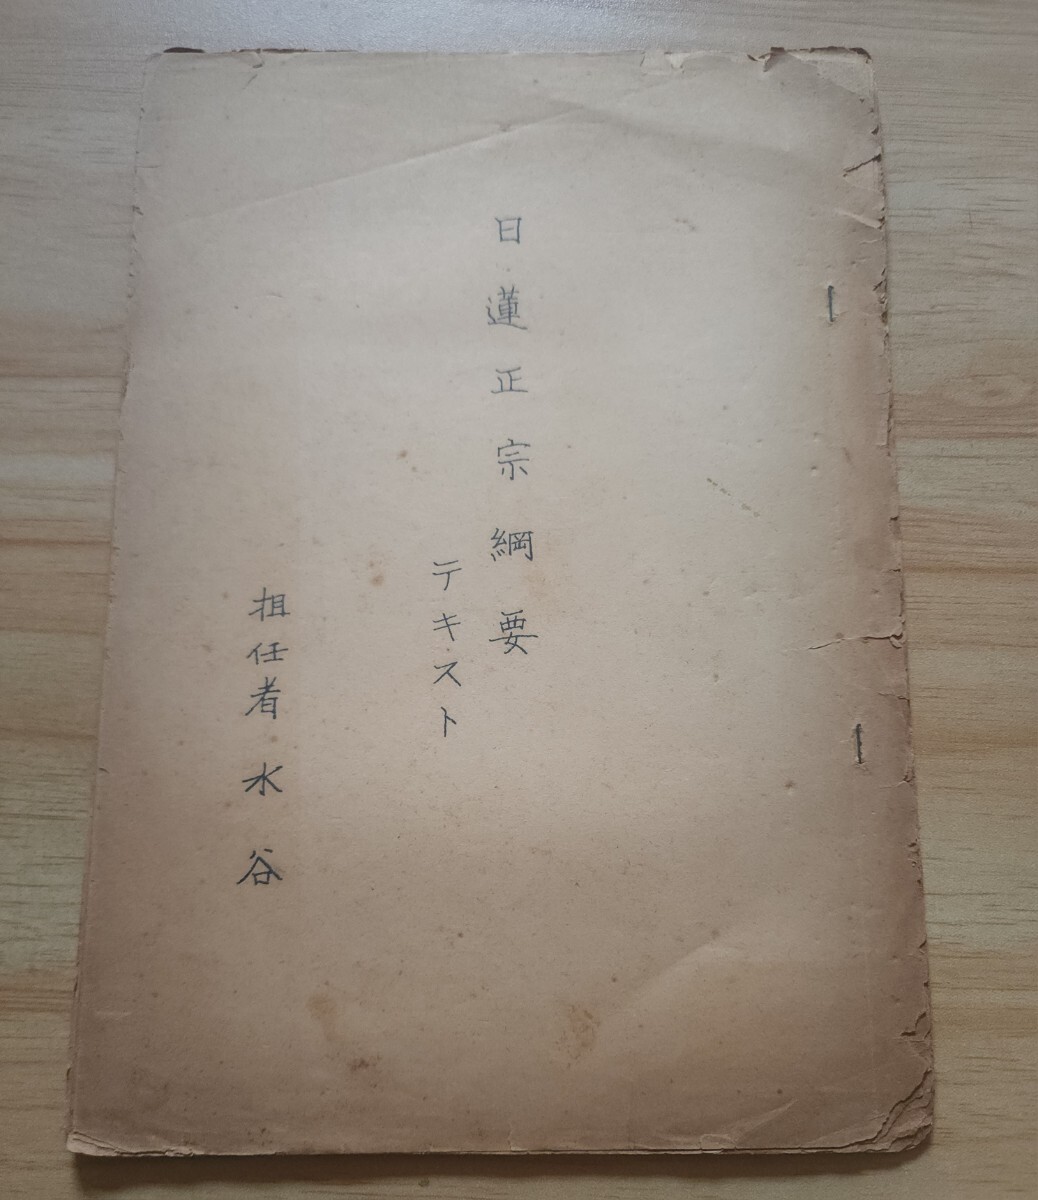 日蓮正宗綱要
テキスト
担任者 水谷